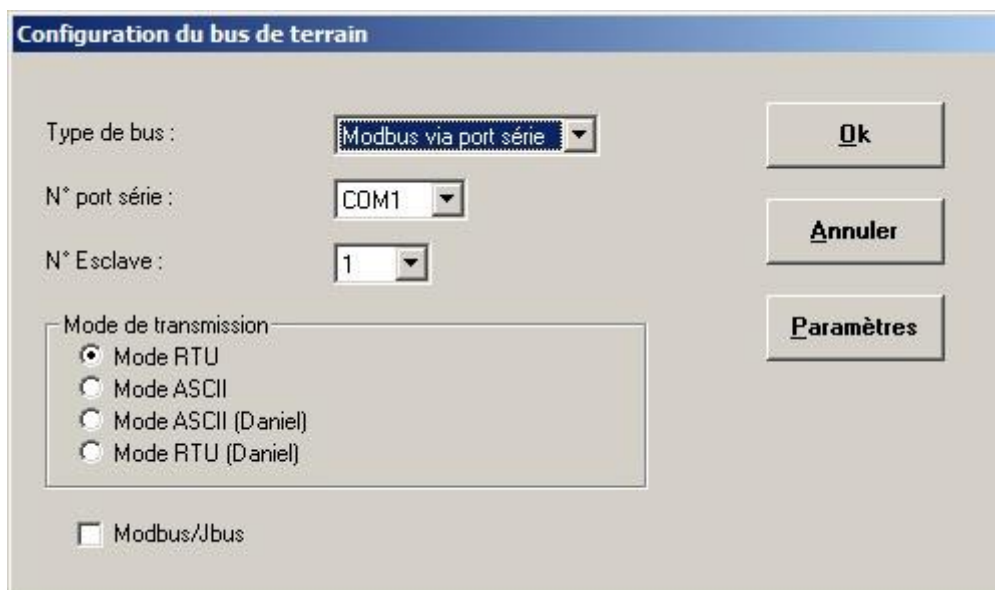 Configuration du bus de terrain
Type de bus : Modbus via port série
Ok
N° port série : COM1
Annuler
N° Esclave : 1
Paramètres
Mode de transmission
Mode RTU
Mode ASCII
Mode ASCII (Daniel)
Mode RTU (Daniel)
Modbus/Jbus